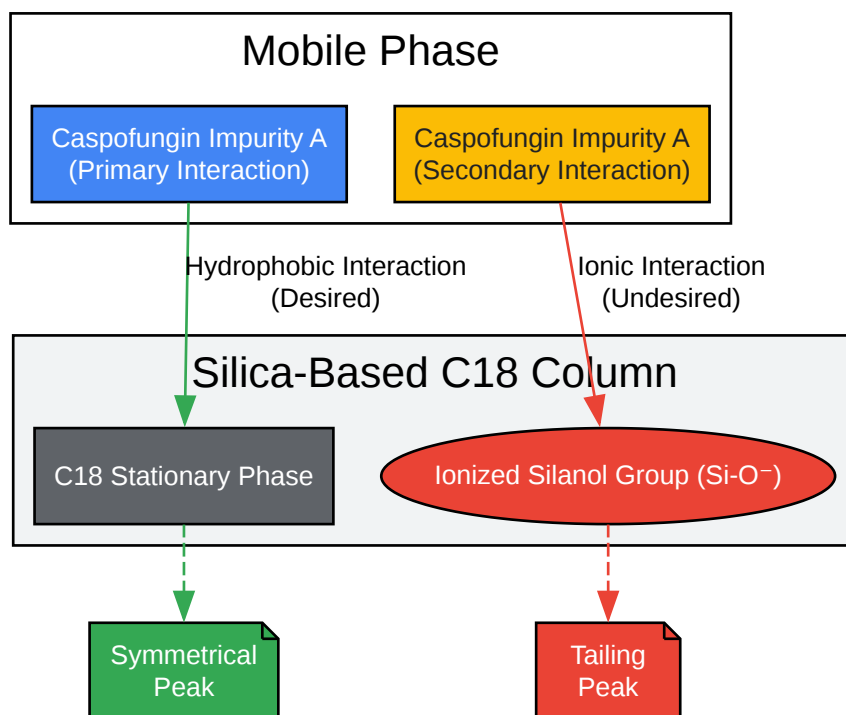 Mobile Phase
Caspofungin Impurity A
(Primary Interaction)
Caspofungin Impurity A
(Secondary Interaction)
Hydrophobic Interaction
(Desired)
Ionic Interaction
(Undesired)
Silica-Based C18 Column
C18 Stationary Phase
Ionized Silanol Group (Si-O⁻)
Symmetrical
Peak
Tailing
Peak